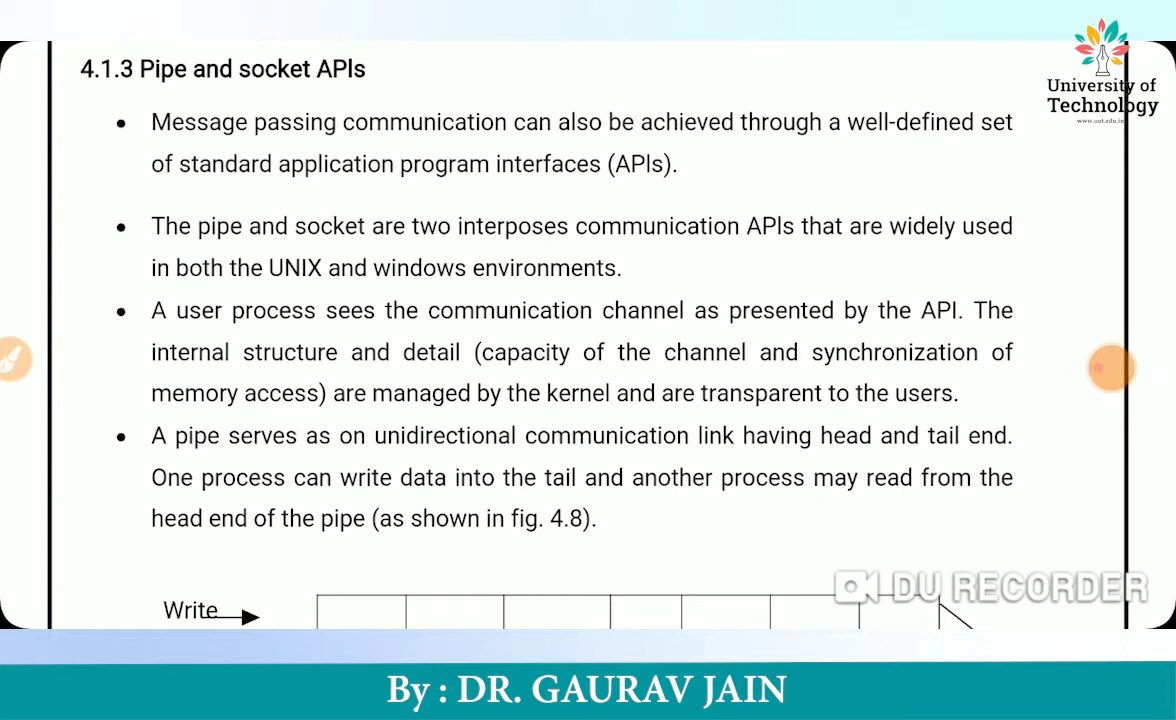 4.1.3 Pipe and socket APIs
University of
Technology
www.uot.edu.in
• Message passing communication can also be achieved through a well-defined set
of standard application program interfaces (APIs).
• The pipe and socket are two interposes communication APIs that are widely used
in both the UNIX and windows environments.
• A user process sees the communication channel as presented by the API. The
internal structure and detail (capacity of the channel and synchronization of
memory access) are managed by the kernel and are transparent to the users.
• A pipe serves as on unidirectional communication link having head and tail end.
One process can write data into the tail and another process may read from the
head end of the pipe (as shown in fig. 4.8).
DU RECORDER
Write
By : DR. GAURAV JAIN